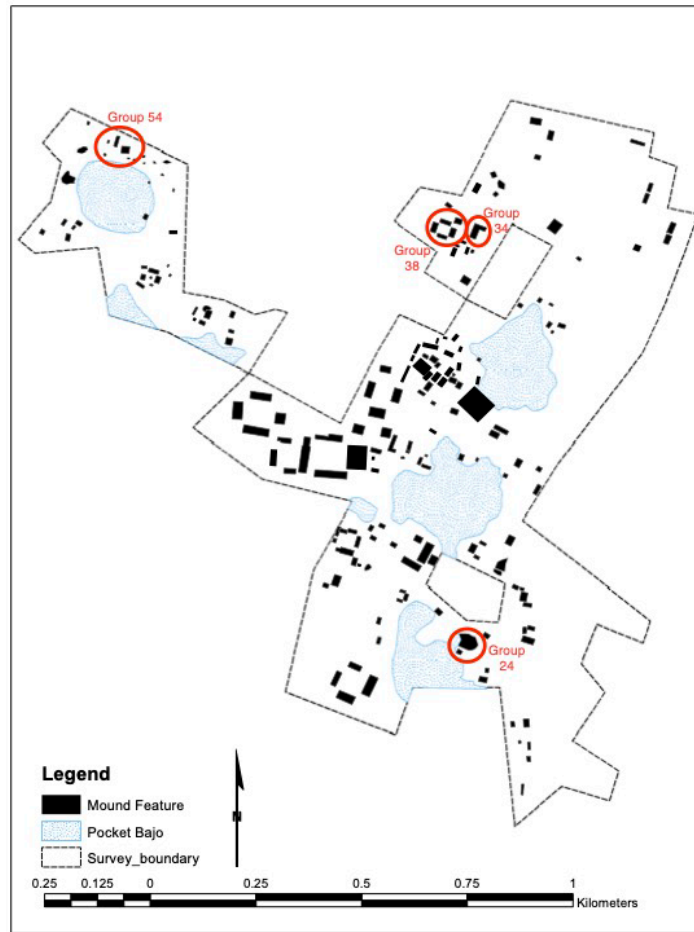 Group 54
Group
34
Group
38
Group
24
Legend
Mound Feature
Pocket Bajo
Survey_boundary
N
0.25 0.125 0 0.25 0.5 0.75 1
Kilometers